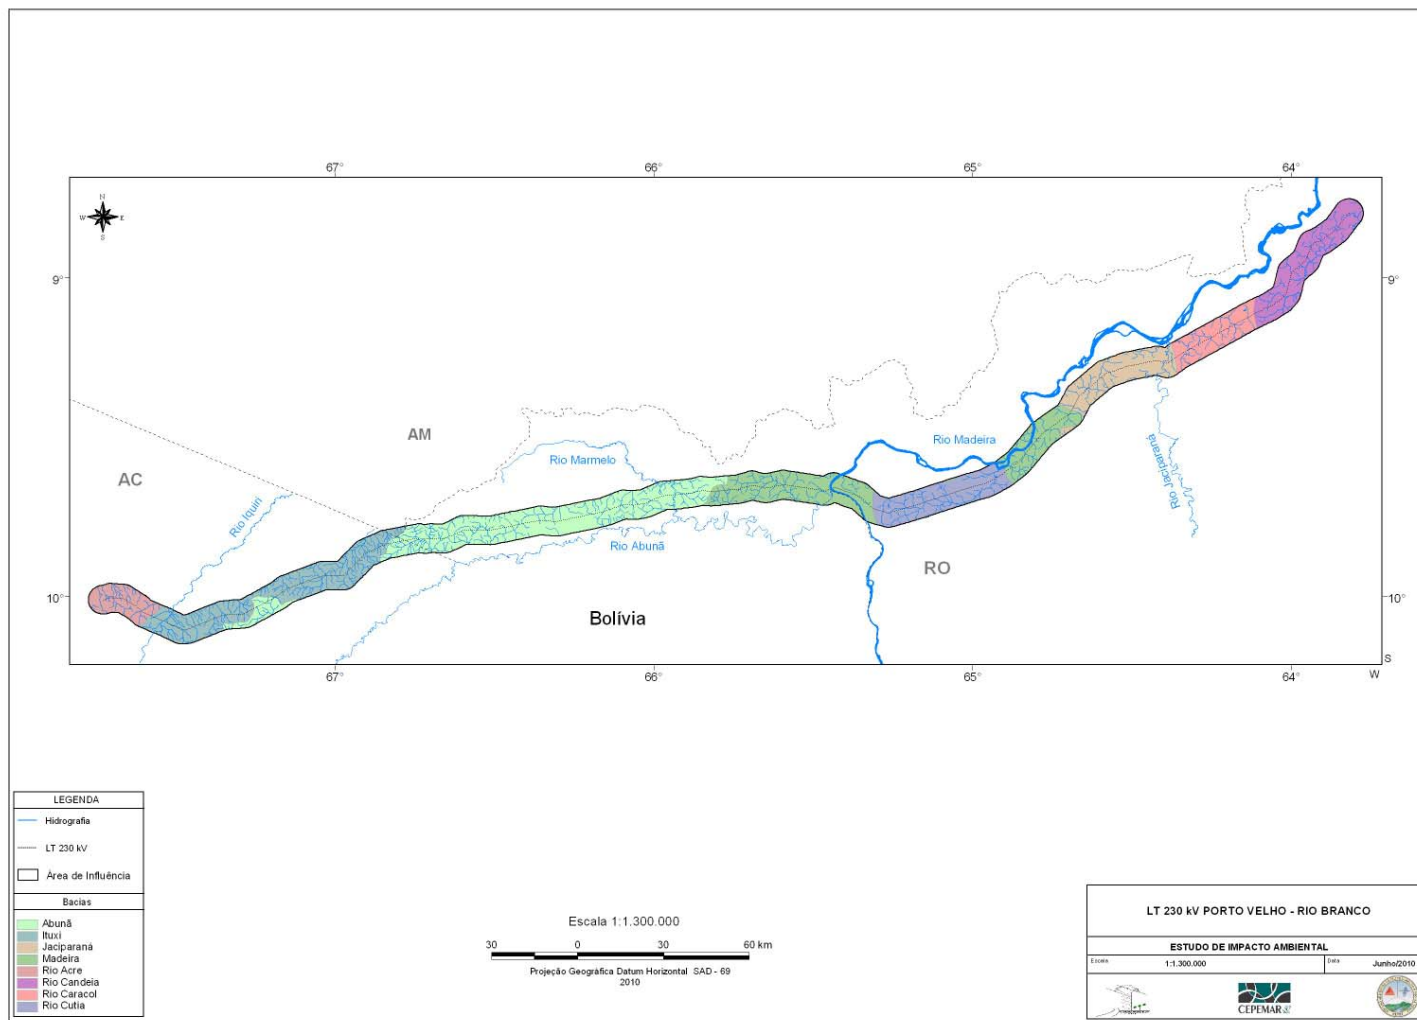 67°
66°
65°
64°
N
W
E
S
9°
9°
Rio Madeira
AM
Rio Marmelo
Rio Jaciparaná
AC
Rio Iquiri
Rio Abunã
RO
10°
10°
Bolívia
S
67°
66°
65°
64°
W
LEGENDA
Hidrografia
LT 230 kV
Área de Influência
Bacias
Abunã
Ituxi
Jaciparaná
Madeira
Rio Acre
Rio Candeia
Rio Caracol
Rio Cutia
Escala 1:1.300.000
30 0 30 60 km
Projeção Geográfica Datum Horizontal SAD - 69
2010
LT 230 kV PORTO VELHO - RIO BRANCO
ESTUDO DE IMPACTO AMBIENTAL
Escala
1:1.300.000
Data
Junho/2010
CEPEMAR